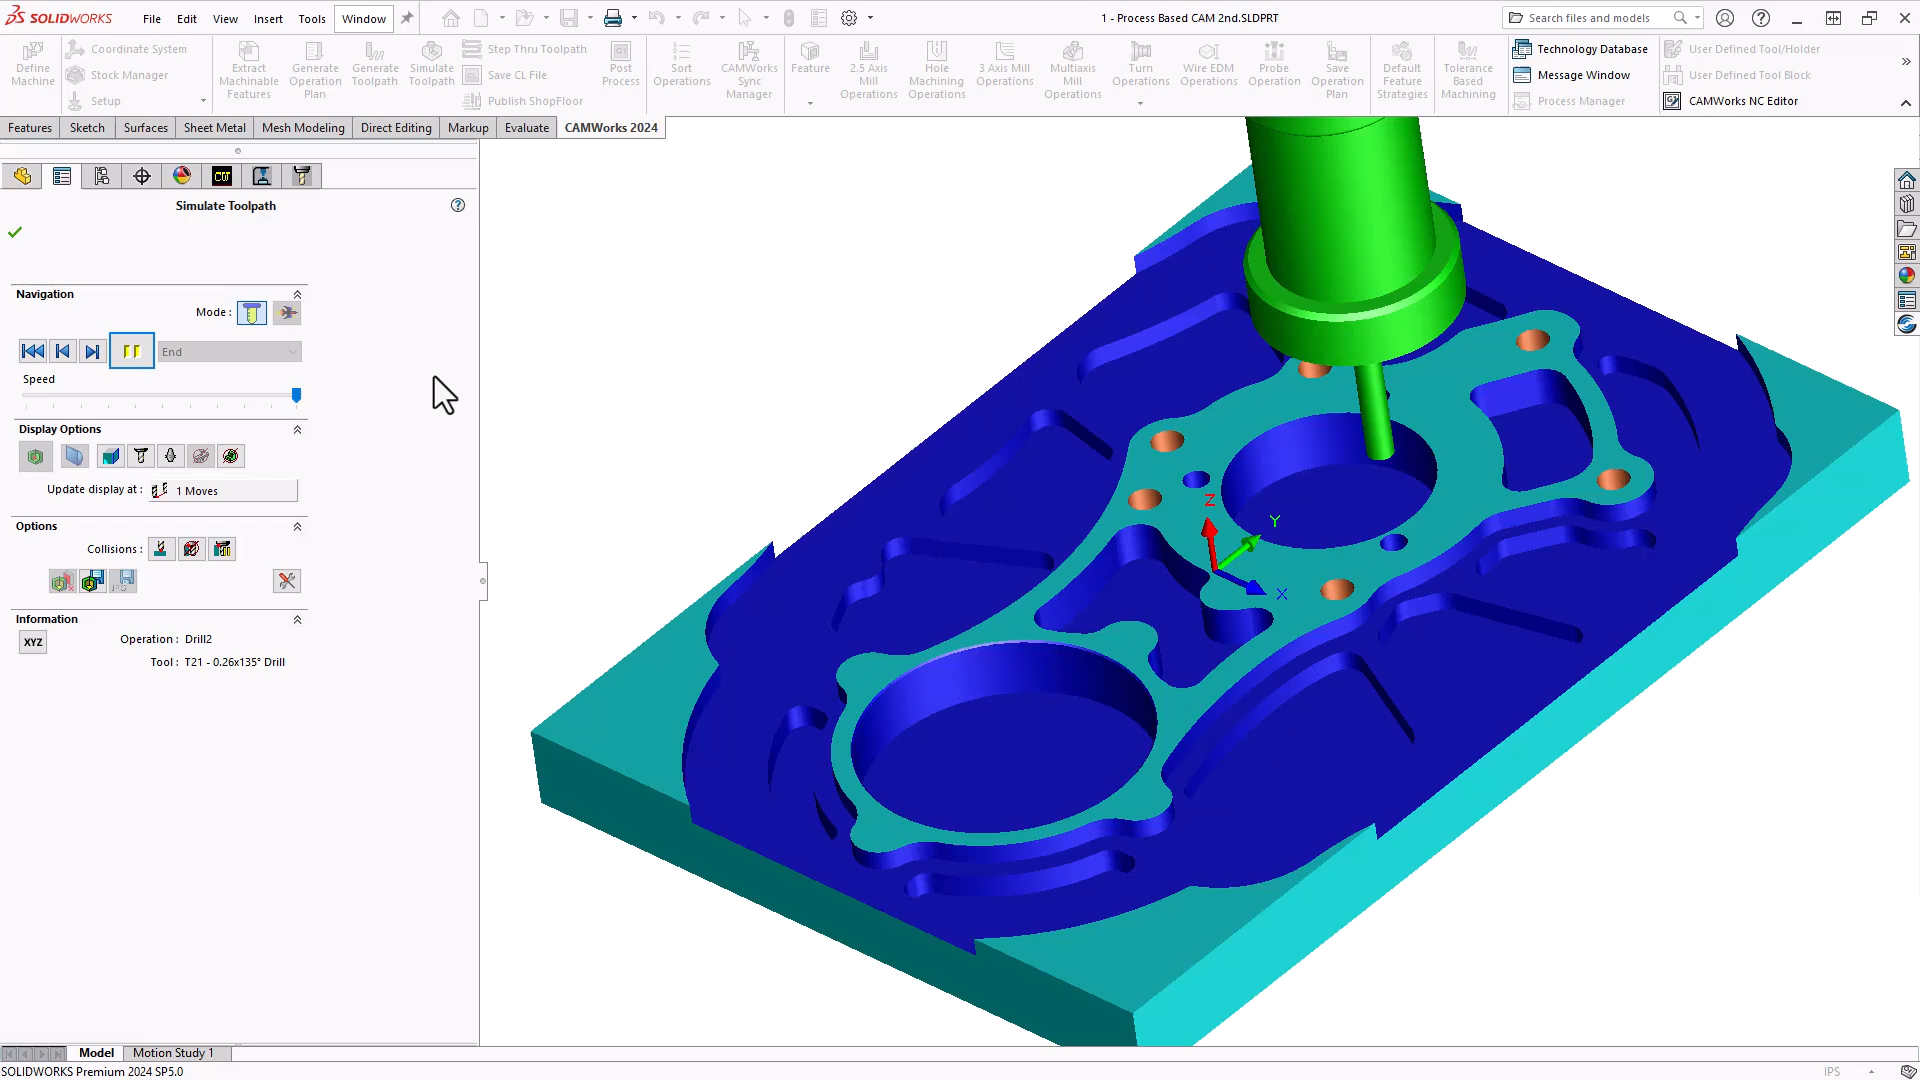 SOLIDWORKS File Edit View Insert Tools Window
1 - Process Based CAM 2nd.SLDPRT
Search files and models
Define Machine
Coordinate System
Stock Manager
Setup
Extract Machinable Features
Generate Operation Plan
Generate Toolpath
Simulate Toolpath
Step Thru Toolpath
Save CL File
Publish ShopFloor
Post Process
Sort Operations
CAMWorks Sync Manager
Feature
2.5 Axis Mill Operations
Hole Machining Operations
3 Axis Mill Operations
Multiaxis Mill Operations
Turn Operations
Wire EDM Operations
Probe Operation
Save Operation Plan
Default Feature Strategies
Tolerance Based Machining
Technology Database
Message Window
Process Manager
User Defined Tool/Holder
User Defined Tool Block
CAMWorks NC Editor
Features Sketch Surfaces Sheet Metal Mesh Modeling Direct Editing Markup Evaluate CAMWorks 2024
CW
Simulate Toolpath
Navigation
Mode :
End
Speed
Display Options
Update display at : 1 Moves
Options
Collisions :
Information
XYZ
Operation : Drill2
Tool : T21 - 0.26x135° Drill
Z
Y
X
Model Motion Study 1
SOLIDWORKS Premium 2024 SP5.0
IPS